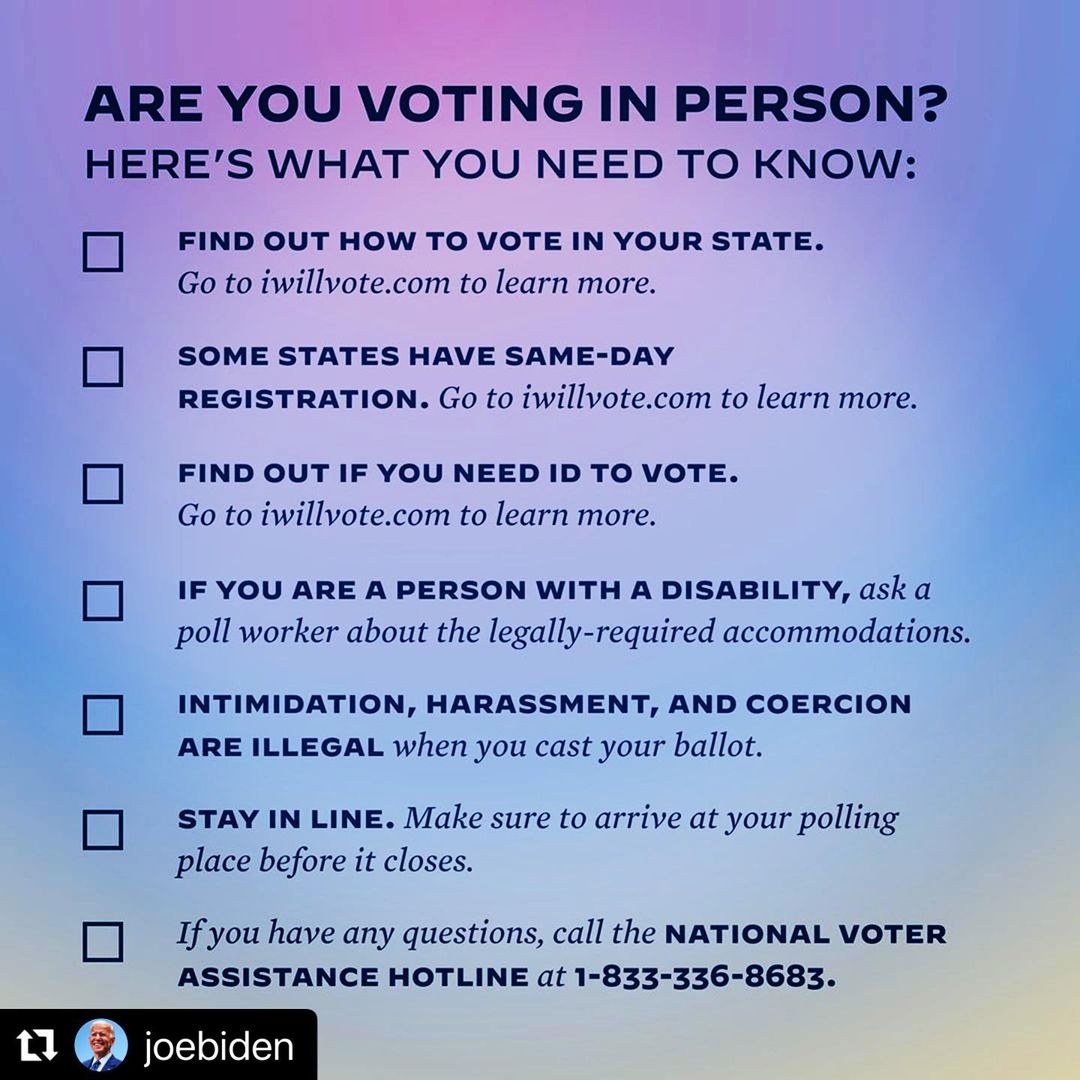 ARE YOU VOTING IN PERSON?
HERE'S WHAT YOU NEED TO KNOW:
FIND OUT HOW TO VOTE IN YOUR STATE.
Go to iwillvote.com to learn more.
SOME STATES HAVE SAME-DAY
REGISTRATION. Go to iwillvote.com to learn more.
FIND OUT IF YOU NEED ID TO VOTE.
Go to iwillvote.com to learn more.
IF YOU ARE A PERSON WITH A DISABILITY, ask a
poll worker about the legally-required accommodations.
INTIMIDATION, HARASSMENT, AND COERCION
ARE ILLEGAL when you cast your ballot.
STAY IN LINE. Make sure to arrive at your polling
place before it closes.
If you have any questions, call the NATIONAL VOTER
ASSISTANCE HOTLINE at 1-833-336-8683.
joebiden